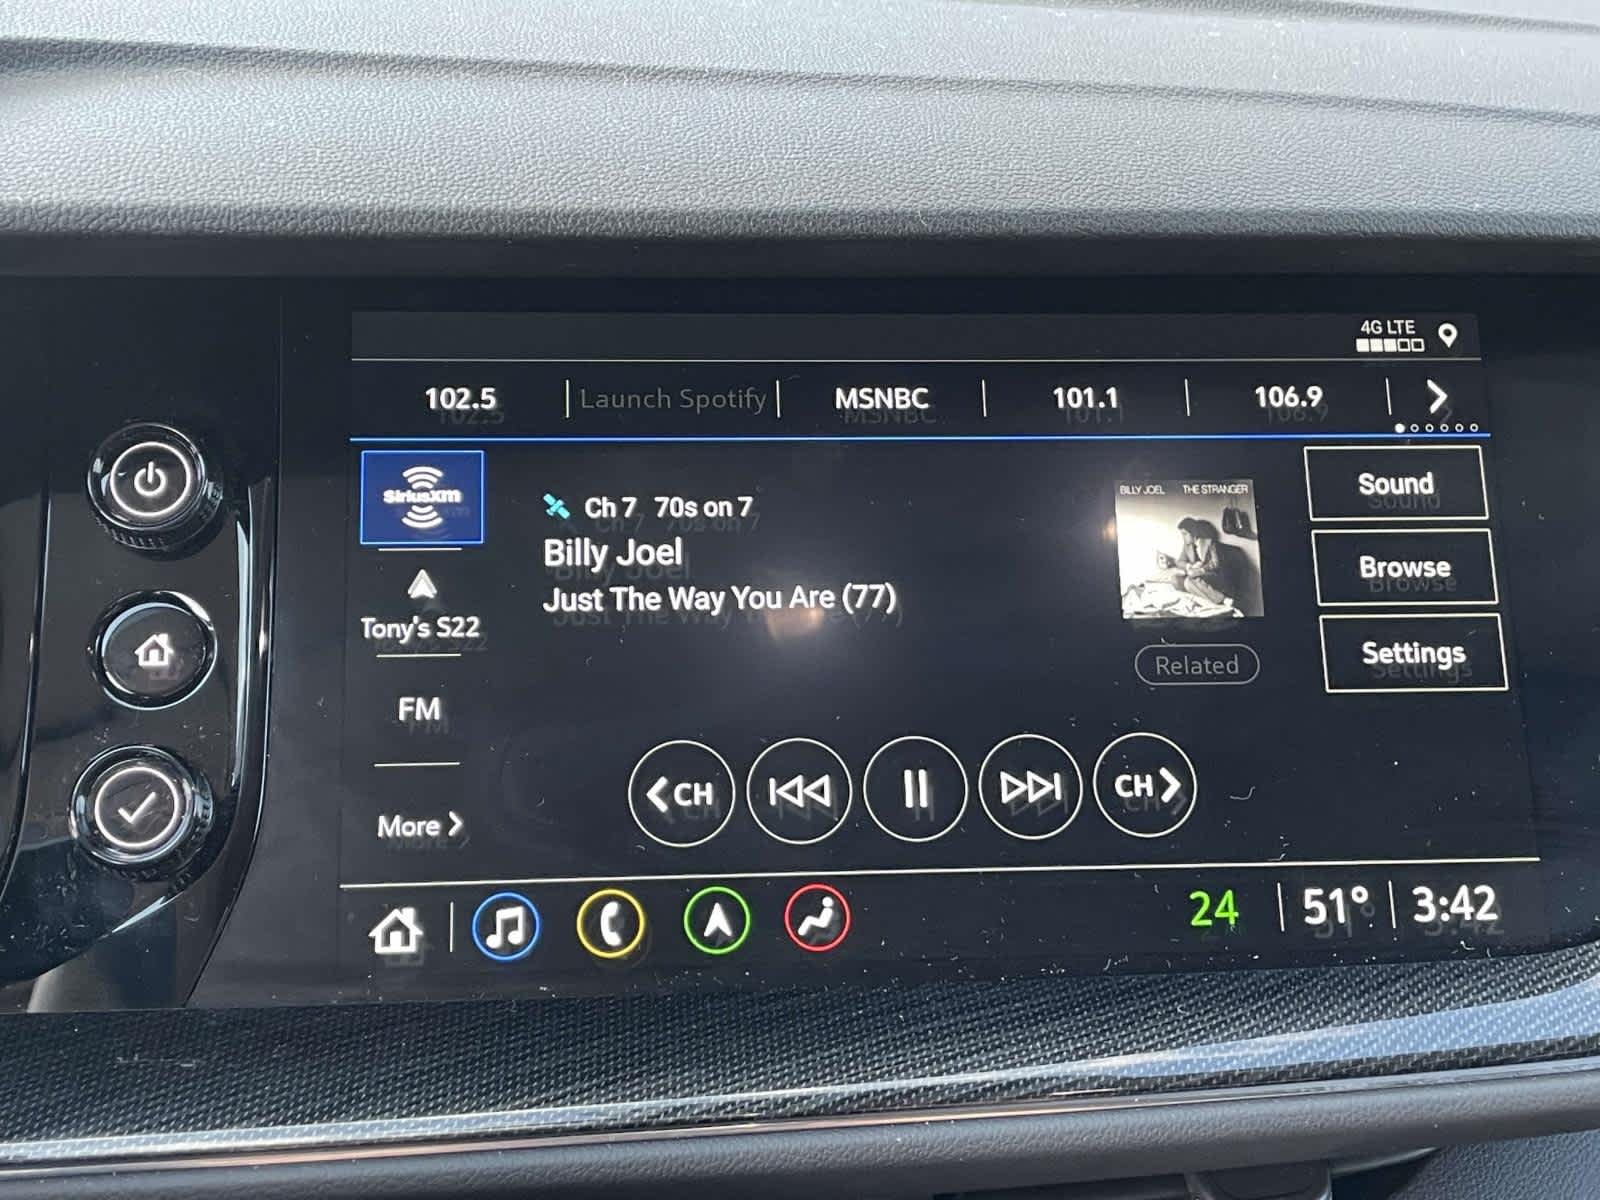 4G LTE
102.5 Launch Spotify MSNBC 101.1 106.9
SiriusXM
Ch 7 70s on 7
Billy Joel
Just The Way You Are (77)
BILLY JOEL THE STRANGER
Related
Sound
Browse
Settings
Tony's S22
FM
More
CH CH
24 51° 3:42